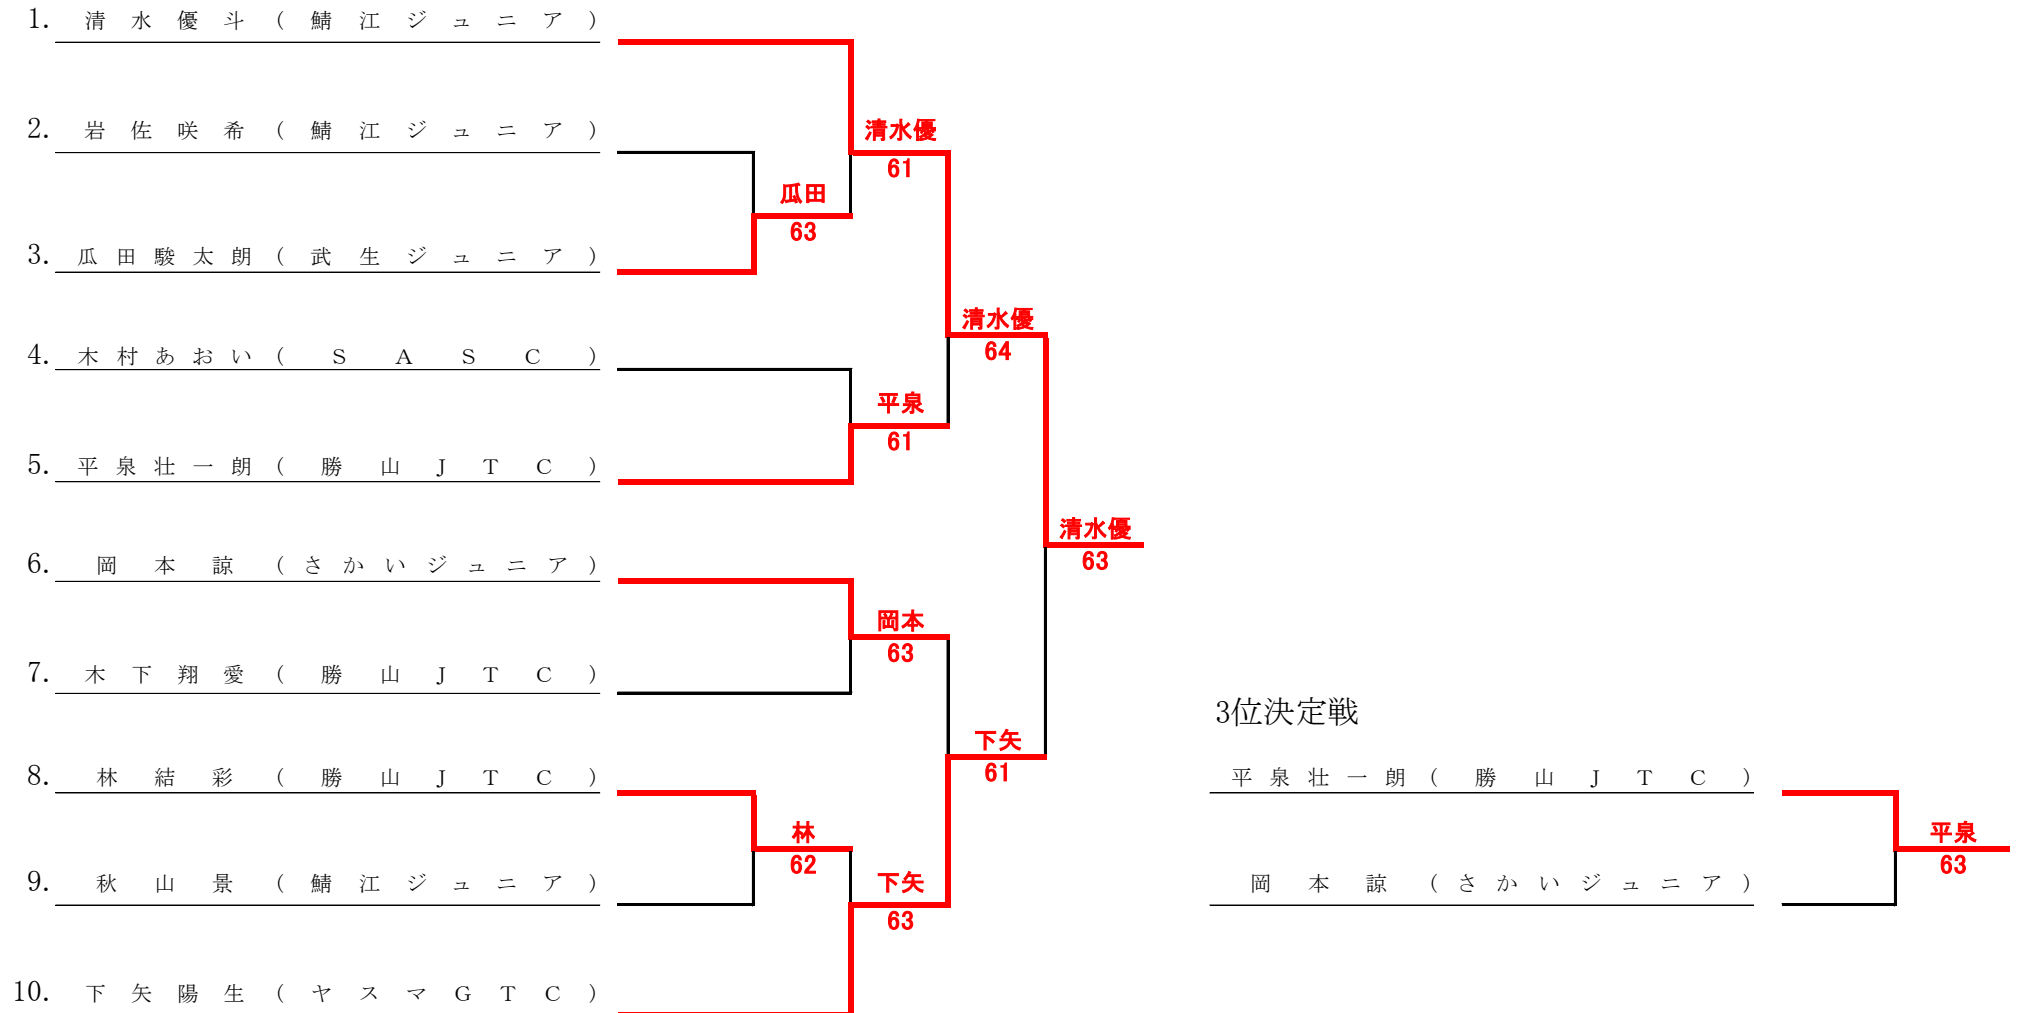 1. 清水優斗（鯖江ジュニア）
2. 岩佐咲希（鯖江ジュニア）
清水優
61
瓜田
63
3. 瓜田駿太朗（武生ジュニア）
清水優
64
4. 木村あおい（SASC）
平泉
61
5. 平泉壮一朗（勝山JTC）
清水優
63
6. 岡本諒（さかいジュニア）
岡本
63
7. 木下翔愛（勝山JTC）
下矢
61
8. 林結彩（勝山JTC）
林
62
9. 秋山景（鯖江ジュニア）
下矢
63
10. 下矢陽生（ヤスマGTC）
3位決定戦
平泉壮一朗（勝山JTC）
平泉
63
岡本諒（さかいジュニア）